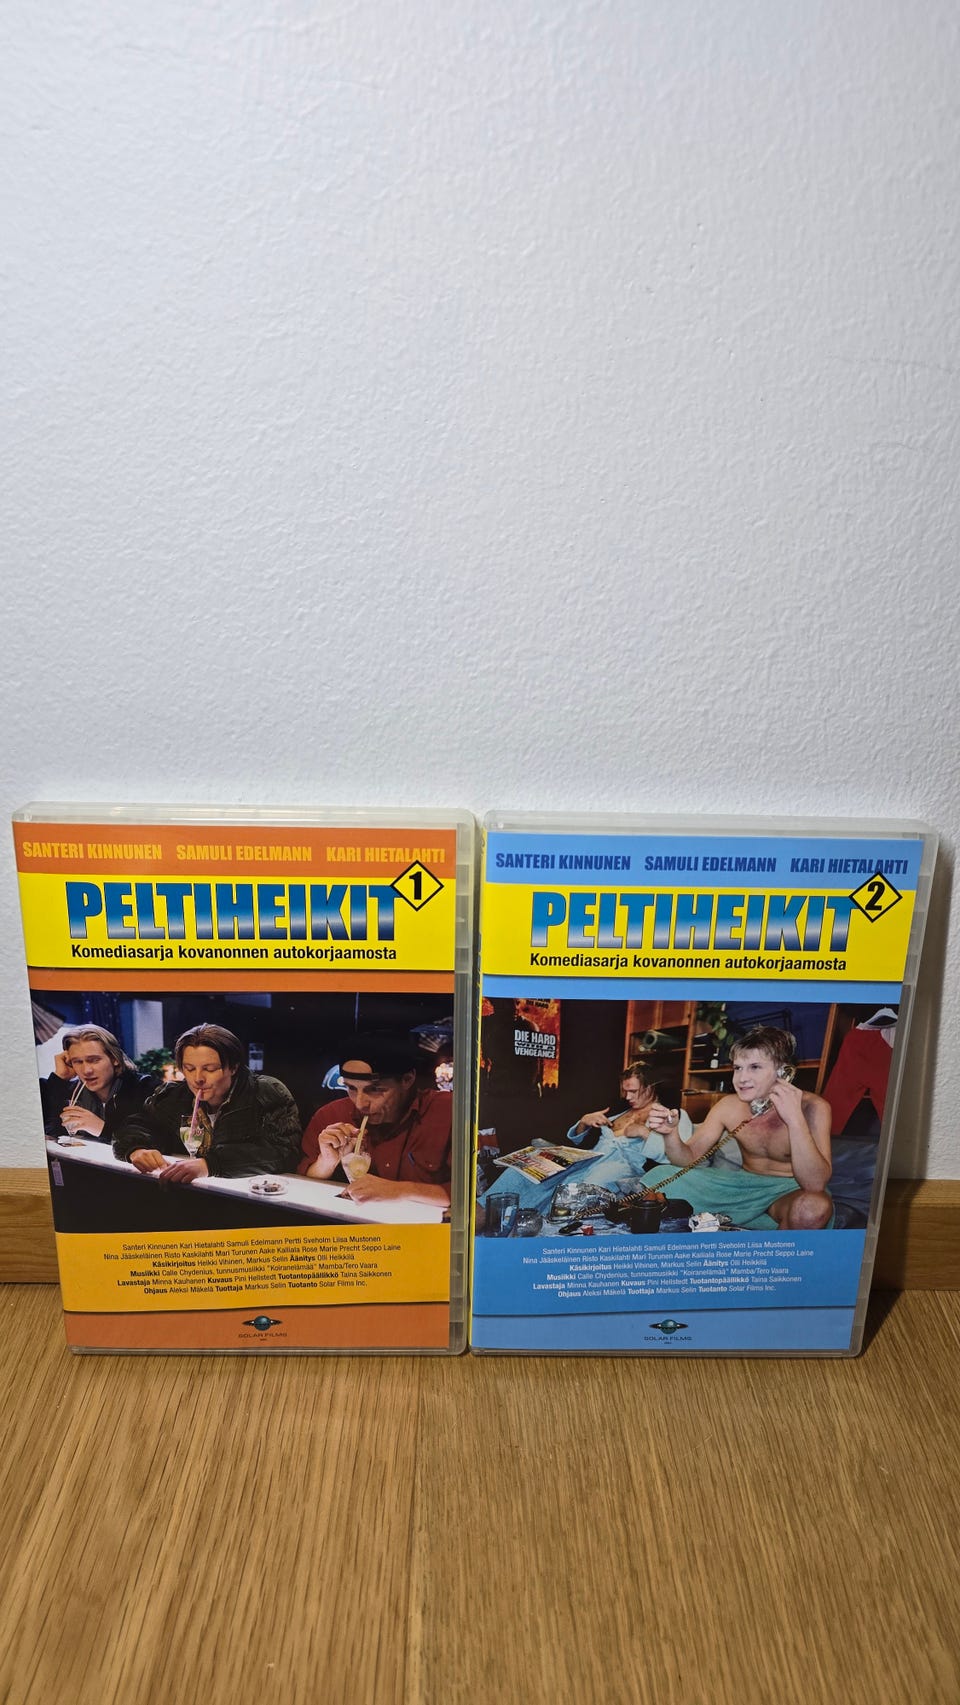 SANTERI KINNUNEN SAMULI EDELMANN KARI HIETALAHTI
PELTIHEIKIT 1
Komediasarja kovanonnen autokorjaamosta
Santeri Kinnunen Kari Hietalahti Samuli Edelmann Pertti Sveholm Liisa Mustonen
Nina Jääskeläinen Risto Kaskilahti Mari Turunen Aake Kalliala Rose Marie Precht Seppo Laine
Käsikirjoitus Heikki Vihinen, Markus Selin Äänitys Olli Heikkilä
Musiikki Calle Chydenius, tunnusmusiikki "Koiranelämää" Mamba/Tero Vaara
Lavastaja Minna Kauhanen Kuvaus Pini Hellstedt Tuotantopäällikkö Taina Saikkonen
Ohjaus Aleksi Mäkelä Tuottaja Markus Selin Tuotanto Solar Films Inc.
SOLAR FILMS
SANTERI KINNUNEN SAMULI EDELMANN KARI HIETALAHTI
PELTIHEIKIT 2
Komediasarja kovanonnen autokorjaamosta
DIE HARD
WITH A
VENGEANCE
Santeri Kinnunen Kari Hietalahti Samuli Edelmann Pertti Sveholm Liisa Mustonen
Nina Jääskeläinen Risto Kaskilahti Mari Turunen Aake Kalliala Rose Marie Precht Seppo Laine
Käsikirjoitus Heikki Vihinen, Markus Selin Äänitys Olli Heikkilä
Musiikki Calle Chydenius, tunnusmusiikki "Koiranelämää" Mamba/Tero Vaara
Lavastaja Minna Kauhanen Kuvaus Pini Hellstedt Tuotantopäällikkö Taina Saikkonen
Ohjaus Aleksi Mäkelä Tuottaja Markus Selin Tuotanto Solar Films Inc.
SOLAR FILMS